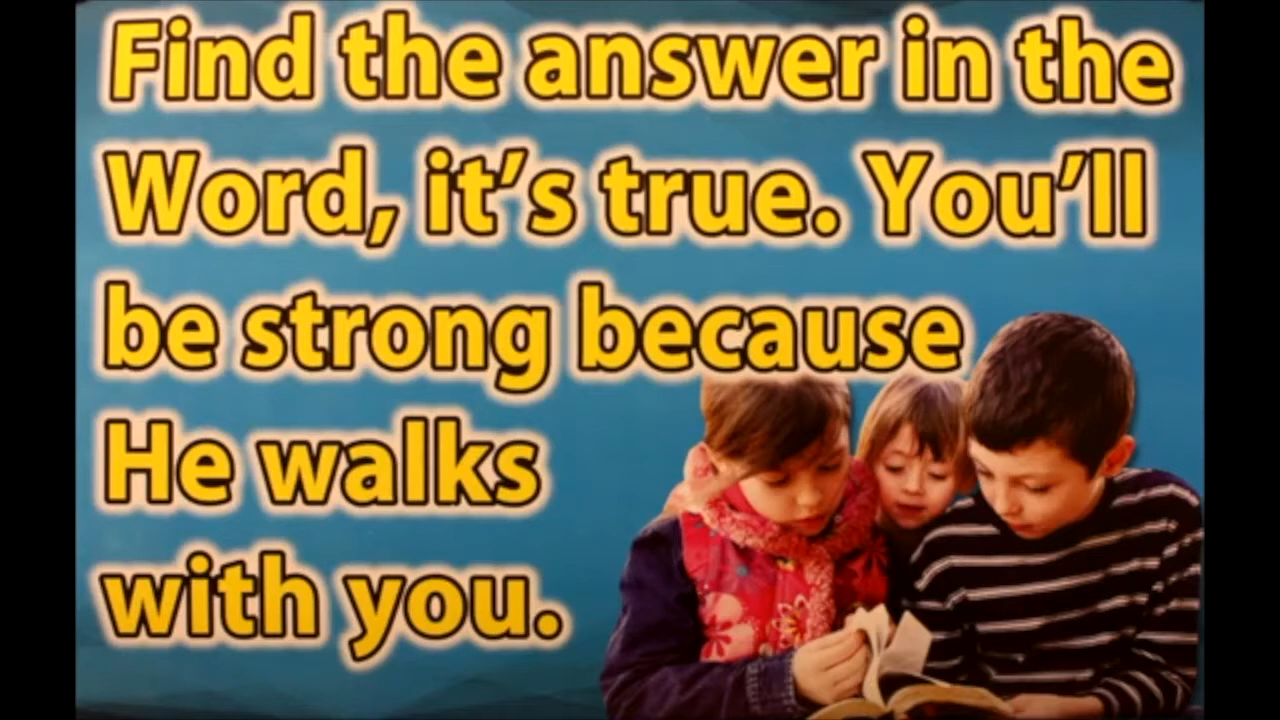 Find the answer in the
Word, it's true. You'll
be strong because
He walks
with you.